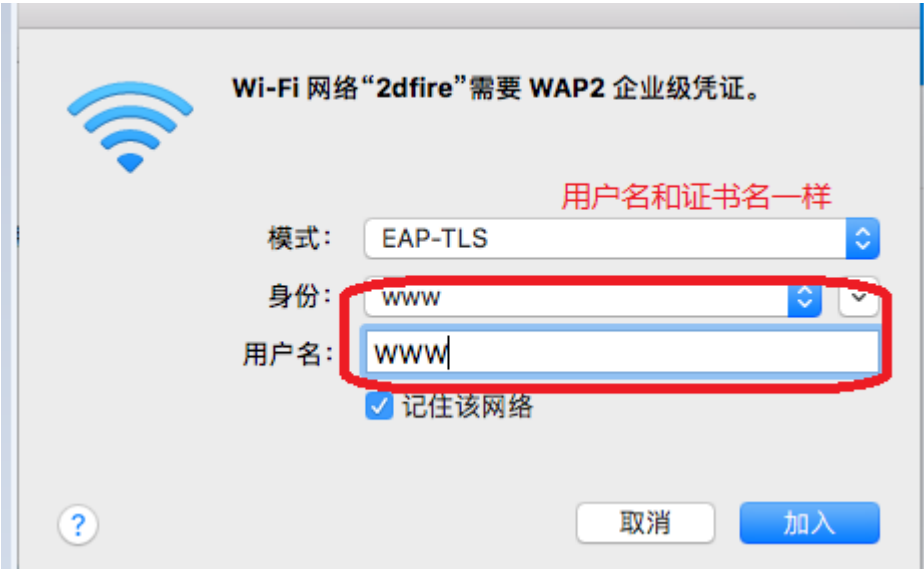 Wi-Fi 网络“2dfire”需要 WAP2 企业级凭证。
用户名和证书名一样
模式: EAP-TLS
身份: www
用户名: www
记住该网络
? 取消 加入